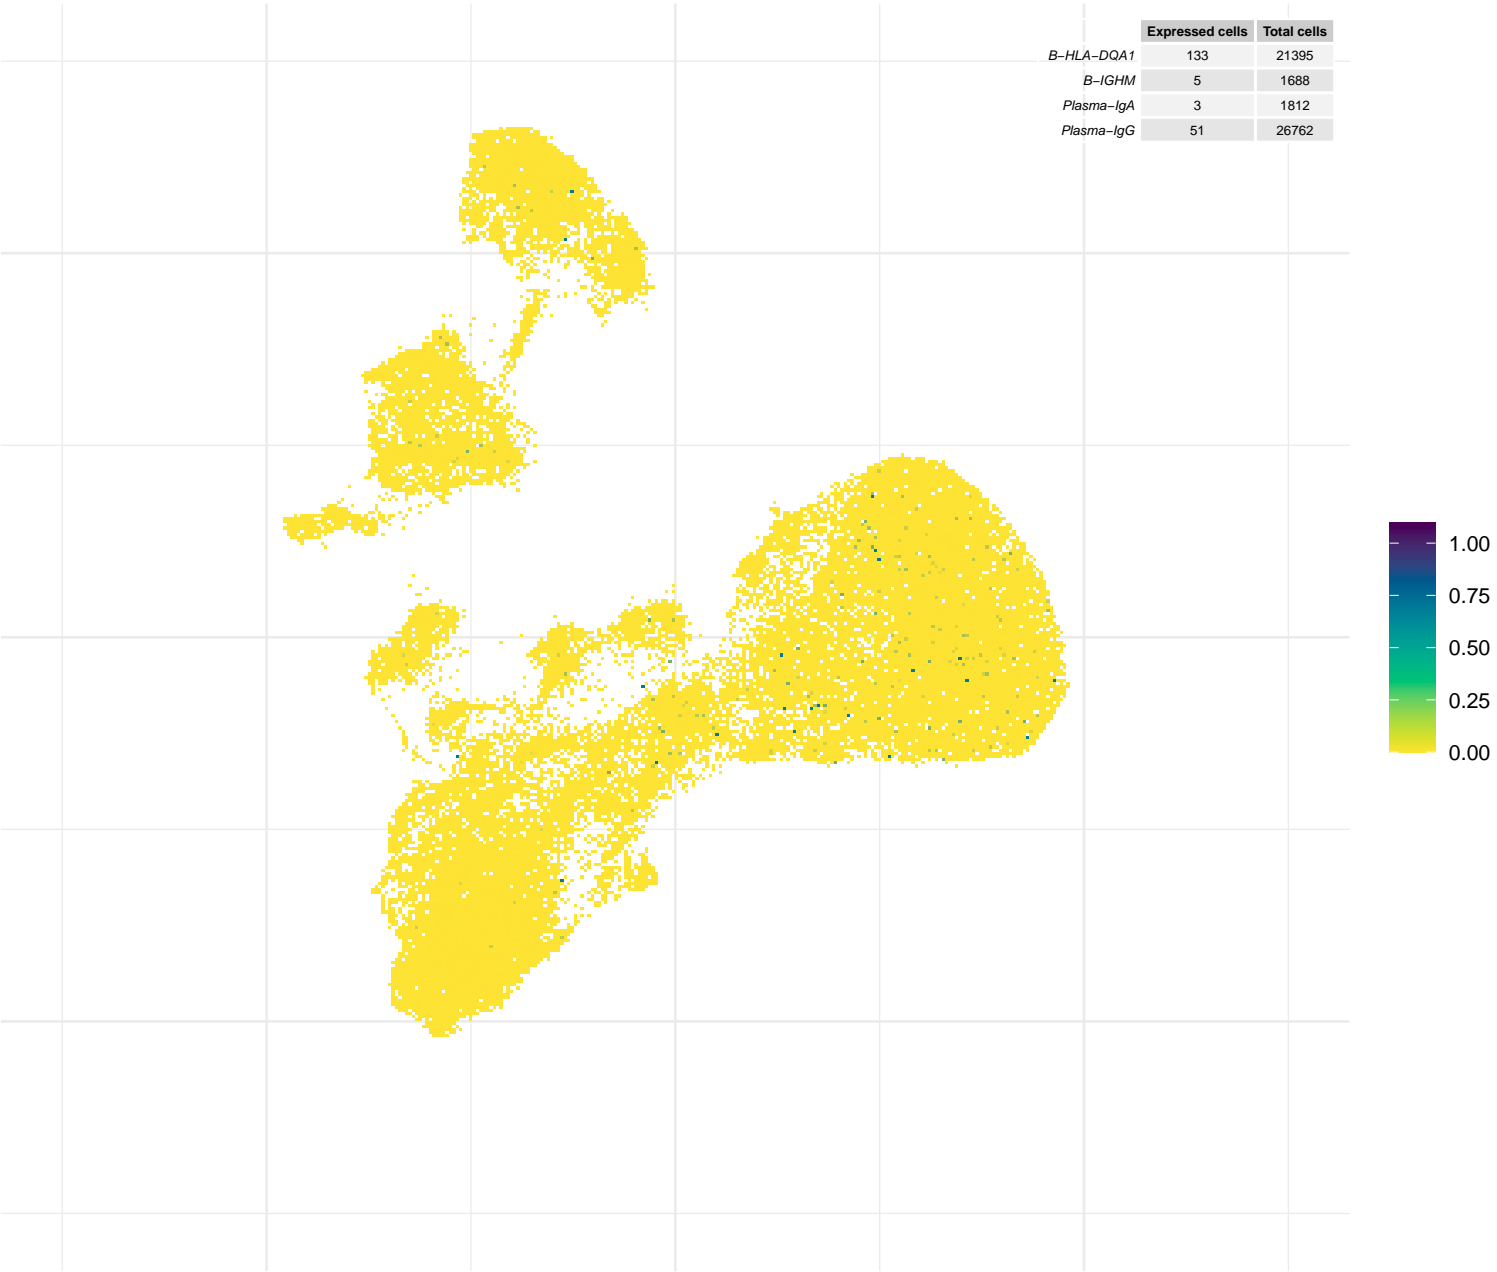 Expressed cells Total cells
B−HLA−DQA1 133 21395
B−IGHM 5 1688
Plasma−IgA 3 1812
Plasma−IgG 51 26762
1.00
0.75
0.50
0.25
0.00